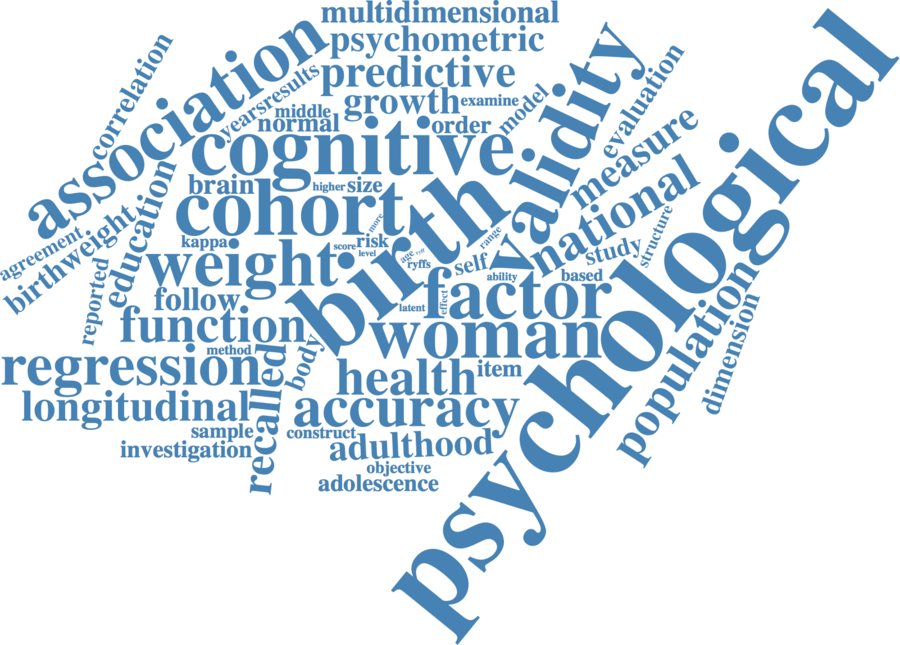 multidimensional
psychometric
predictive
growth
examine
model
validity
evaluation
measure
national
psychological
correlation
association
yearsresults
middle
normal
order
cognitive
brain
higher
size
cohort
more
birth
education
agreement
birthweight
kappa
score
risk
level
age
ryff
ryffs
range
self
ability
study
based
structure
weight
reported
follow
latent
effect
factor
population
dimension
function
woman
method
body
regression
recalled
health
item
longitudinal
accuracy
sample
construct
investigation
adulthood
objective
adolescence